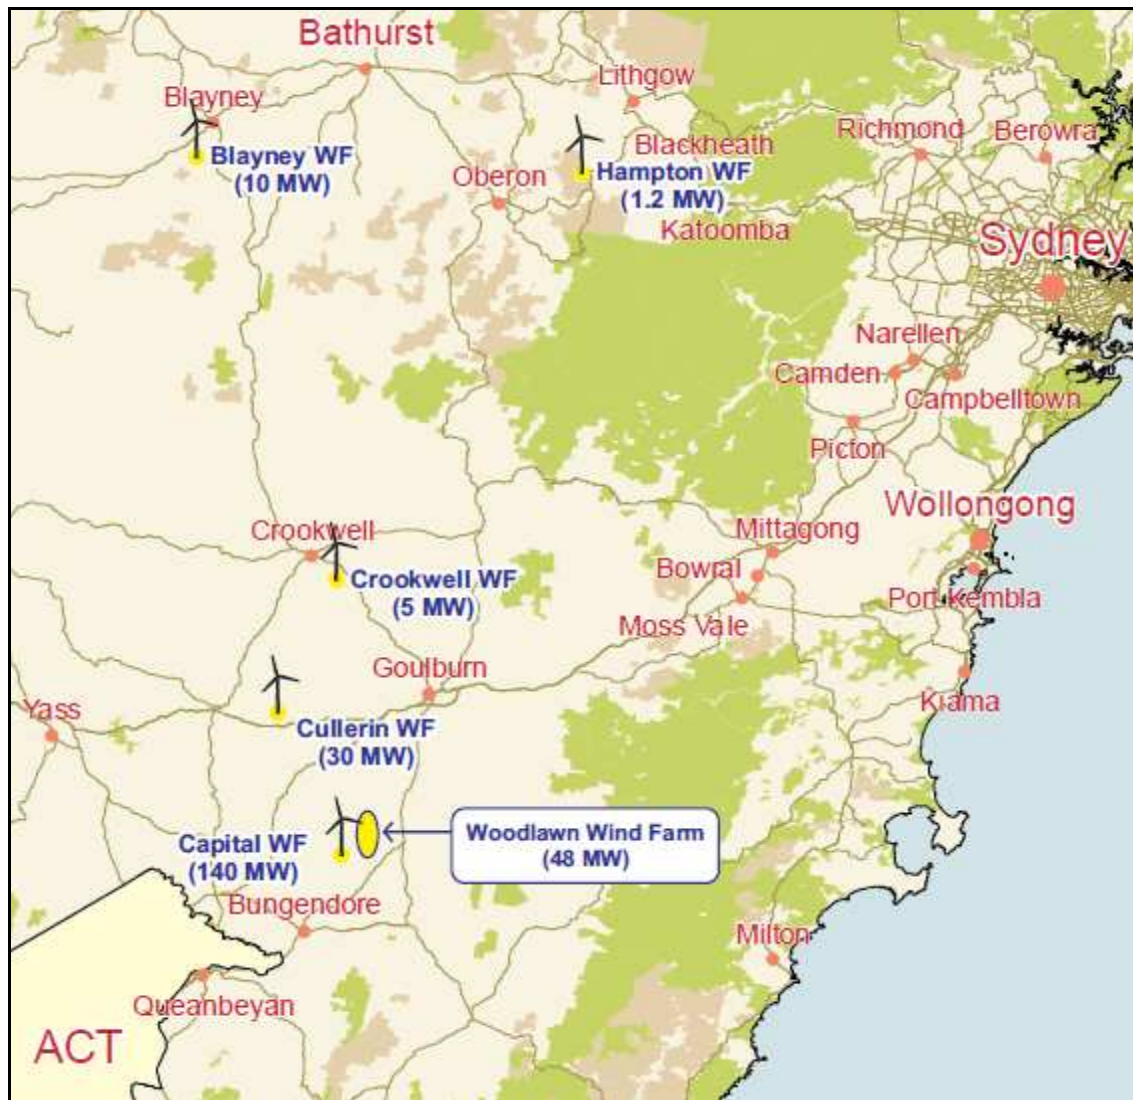 Bathurst
Lithgow
Blayney
Blackheath
Richmond
Berowra
Blayney WF
(10 MW)
Oberon
Hampton WF
(1.2 MW)
Katoomba
Sydney
Narellen
Camden
Campbelltown
Picton
Wollongong
Crookwell
Mittagong
Crookwell WF
(5 MW)
Bowral
Port Kembla
Moss Vale
Goulburn
Kiama
Yass
Cullerin WF
(30 MW)
Capital WF
(140 MW)
Woodlawn Wind Farm
(48 MW)
Bungendore
Milton
Queanbeyan
ACT